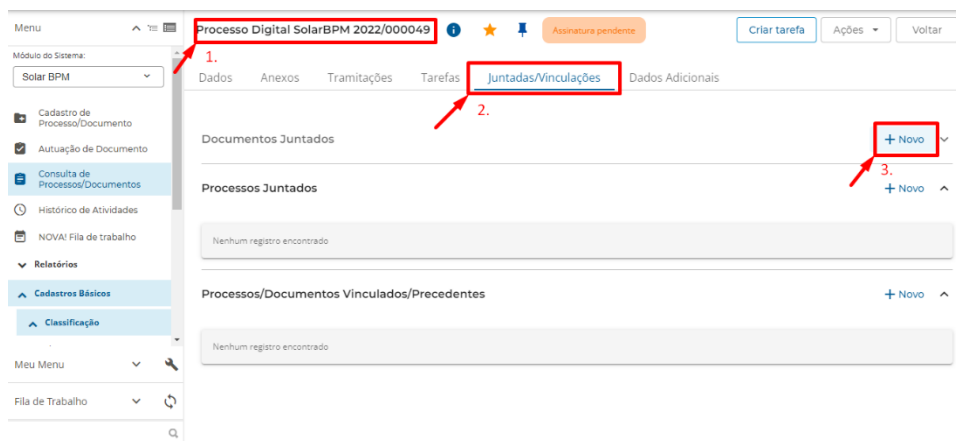 Menu
Módulo do Sistema:
Solar BPM
Cadastro de
Processo/Documento
Autuação de Documento
Consulta de
Processos/Documentos
Histórico de Atividades
NOVA! Fila de trabalho
Relatórios
Cadastros Básicos
Classificação
Meu Menu
Fila de Trabalho
Processo Digital SolarBPM 2022/000049
Assinatura pendente
Criar tarefa
Ações
Voltar
1.
Dados
Anexos
Tramitações
Tarefas
Juntadas/Vinculações
Dados Adicionais
2.
Documentos Juntados
+ Novo
3.
Processos Juntados
+ Novo
Nenhum registro encontrado
Processos/Documentos Vinculados/Precedentes
+ Novo
Nenhum registro encontrado